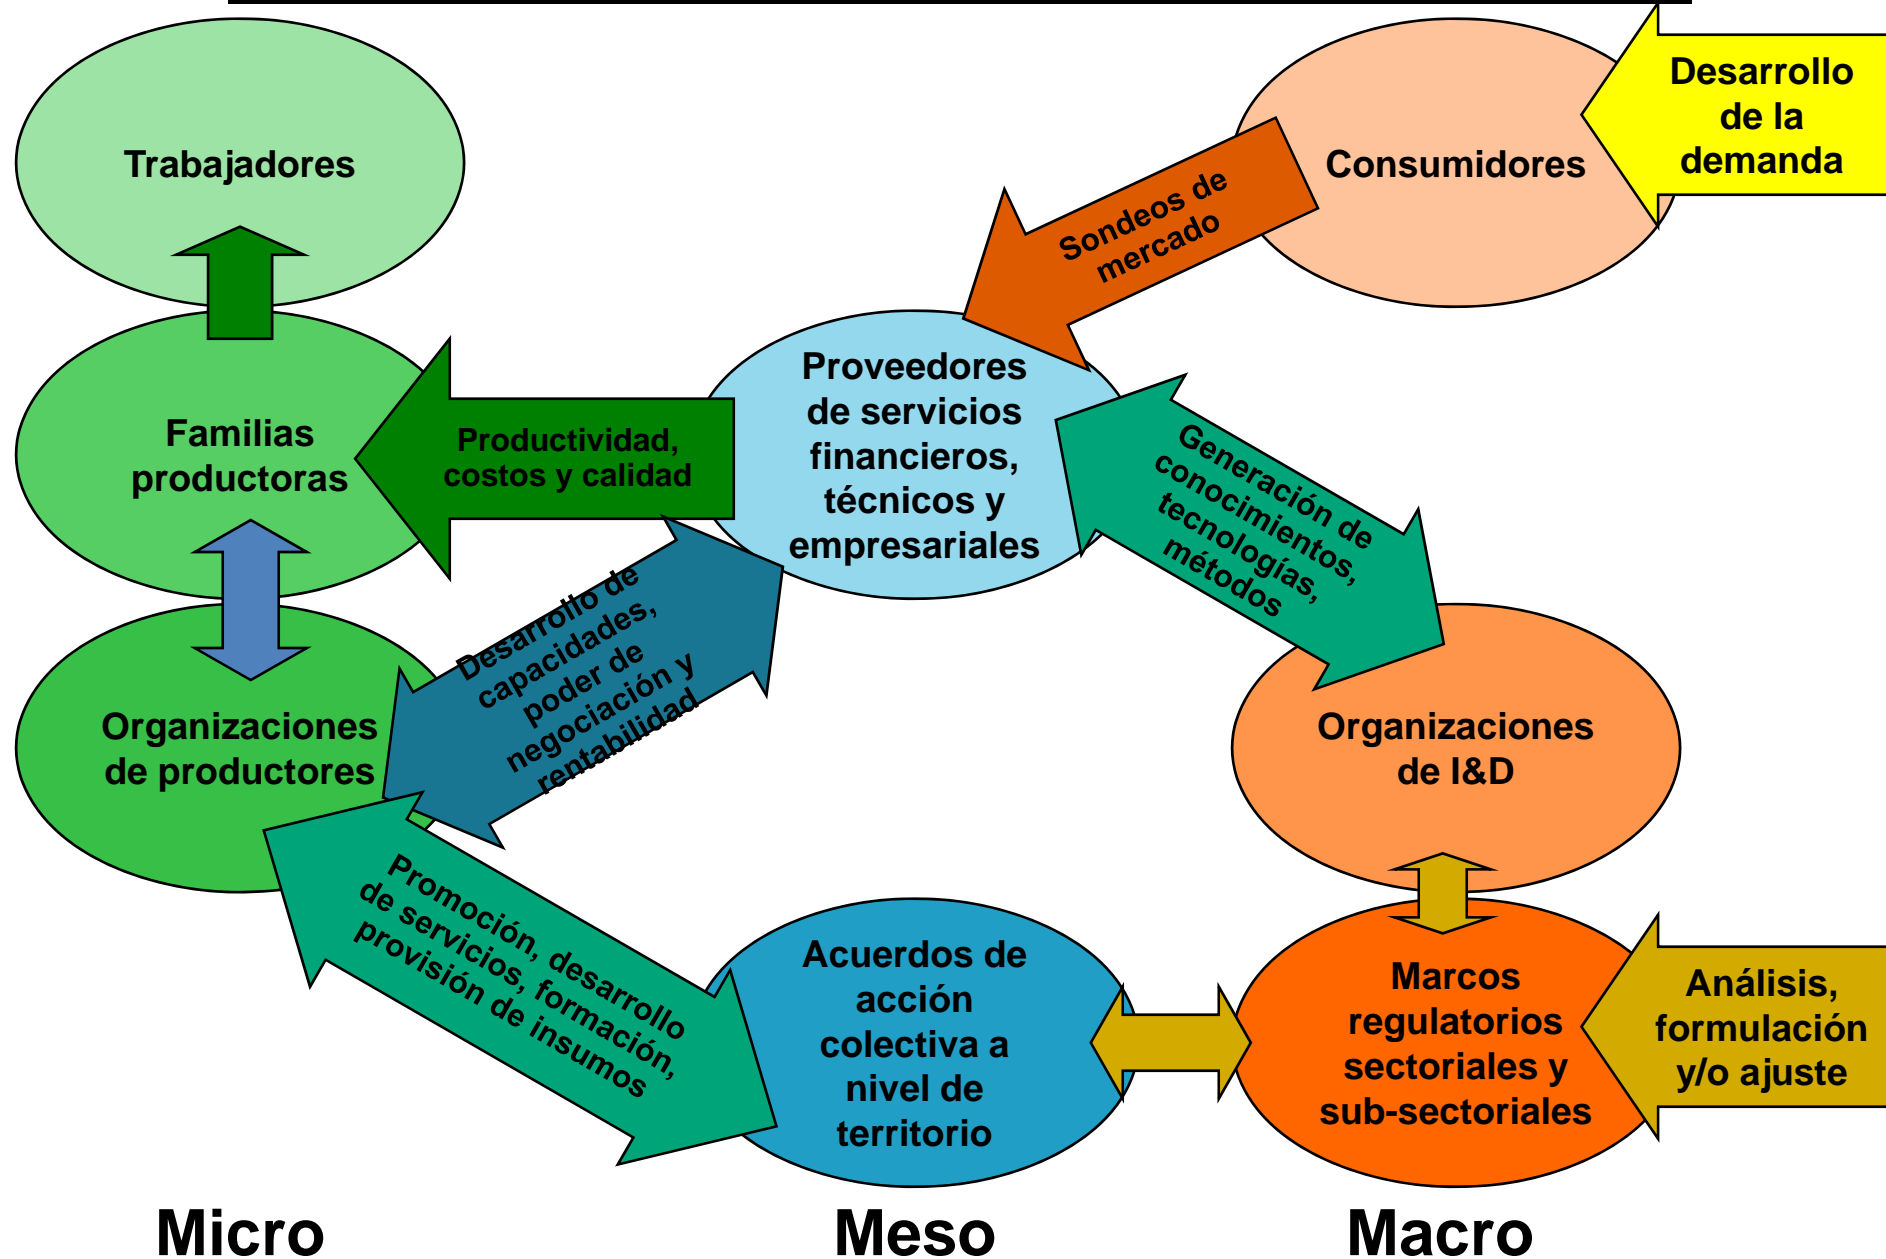 Trabajadores
Consumidores
Desarrollo
de la
demanda
Sondeos de
mercado
Familias
productoras
Productividad,
costos y calidad
Proveedores
de servicios
financieros,
técnicos y
empresariales
Generación de
conocimientos,
tecnologías,
métodos
Desarrollo de
capacidades,
poder de
negociación y
rentabilidad
Organizaciones
de productores
Organizaciones
de I&D
Promoción, desarrollo
de servicios, formación,
provisión de insumos
Acuerdos de
acción
colectiva a
nivel de
territorio
Marcos
regulatorios
sectoriales y
sub-sectoriales
Análisis,
formulación
y/o ajuste
Micro
Meso
Macro